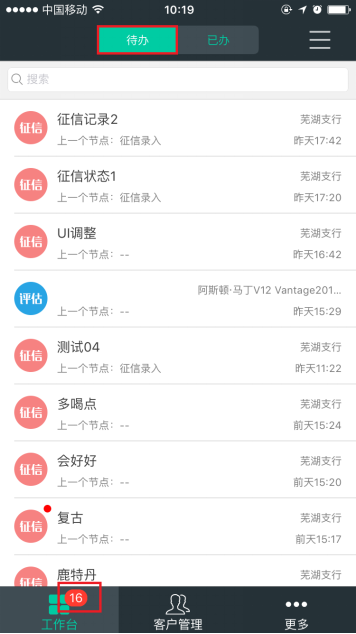 中国移动 10:19
待办 已办
搜索
征信 征信记录2 芜湖支行
上一个节点：征信录入 昨天17:42
征信 征信状态1 芜湖支行
上一个节点：征信录入 昨天17:20
征信 UI调整 芜湖支行
上一个节点：-- 昨天16:42
评估 阿斯顿·马丁V12 Vantage201...
上一个节点：-- 昨天15:29
征信 测试04 芜湖支行
上一个节点：征信录入 昨天11:22
征信 多喝点 芜湖支行
上一个节点：-- 前天15:24
征信 会好好 芜湖支行
上一个节点：-- 前天15:20
征信 复古 芜湖支行
上一个节点：-- 前天15:17
征信 鹿特丹 芜湖支行
16
工作台 客户管理 更多